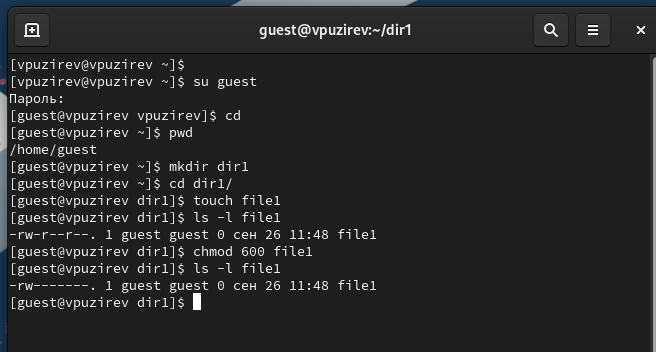 guest@vpuzirev:~/dir1
[vpuzirev@vpuzirev ~]$
[vpuzirev@vpuzirev ~]$ su guest
Пароль:
[guest@vpuzirev vpuzirev]$ cd
[guest@vpuzirev ~]$ pwd
/home/guest
[guest@vpuzirev ~]$ mkdir dir1
[guest@vpuzirev ~]$ cd dir1/
[guest@vpuzirev dir1]$ touch file1
[guest@vpuzirev dir1]$ ls -l file1
-rw-r--r--. 1 guest guest 0 сен 26 11:48 file1
[guest@vpuzirev dir1]$ chmod 600 file1
[guest@vpuzirev dir1]$ ls -l file1
-rw-------. 1 guest guest 0 сен 26 11:48 file1
[guest@vpuzirev dir1]$